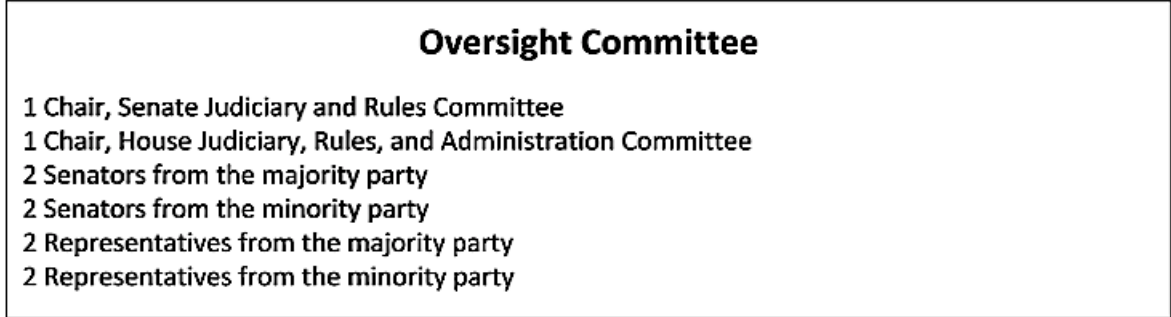 Oversight Committee
1 Chair, Senate Judiciary and Rules Committee
1 Chair, House Judiciary, Rules, and Administration Committee
2 Senators from the majority party
2 Senators from the minority party
2 Representatives from the majority party
2 Representatives from the minority party